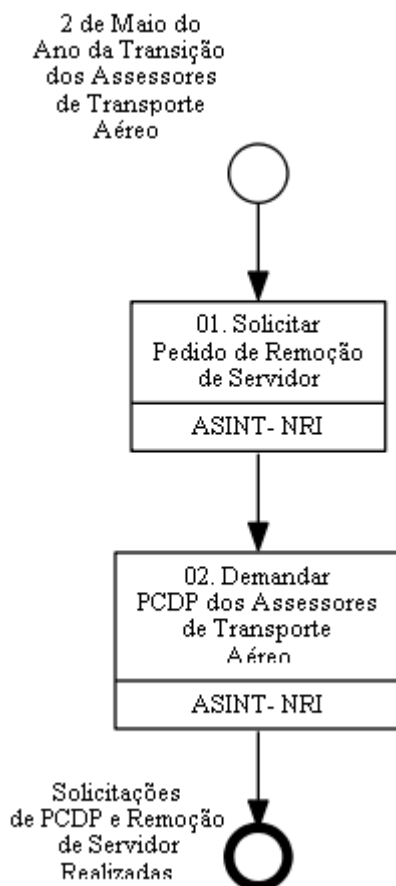 2 de Maio do
Ano da Transição
dos Assessores
de Transporte
Aéreo
01. Solicitar
Pedido de Remoção
de Servidor
ASINT- NRI
02. Demandar
PCDP dos Assessores
de Transporte
Aéreo
ASINT- NRI
Solicitações
de PCDP e Remoção
de Servidor
Realizadas